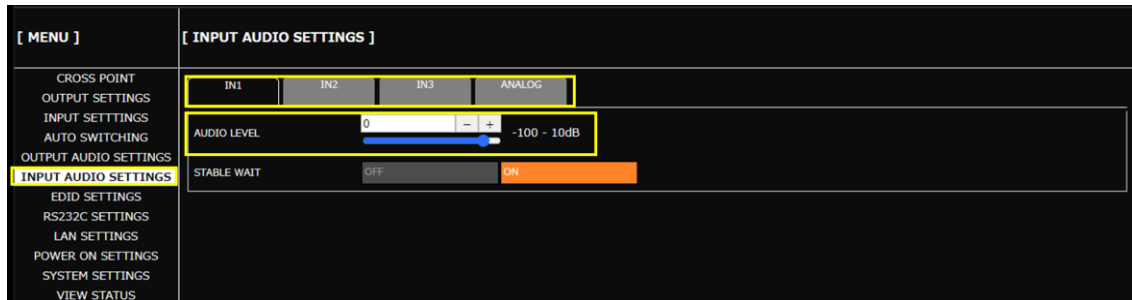 [ MENU ]
[ INPUT AUDIO SETTINGS ]
CROSS POINT
OUTPUT SETTINGS
INPUT SETTTINGS
AUTO SWITCHING
OUTPUT AUDIO SETTINGS
INPUT AUDIO SETTINGS
EDID SETTINGS
RS232C SETTINGS
LAN SETTINGS
POWER ON SETTINGS
SYSTEM SETTINGS
VIEW STATUS
IN1 IN2 IN3 ANALOG
AUDIO LEVEL 0 − + -100 - 10dB
STABLE WAIT OFF ON